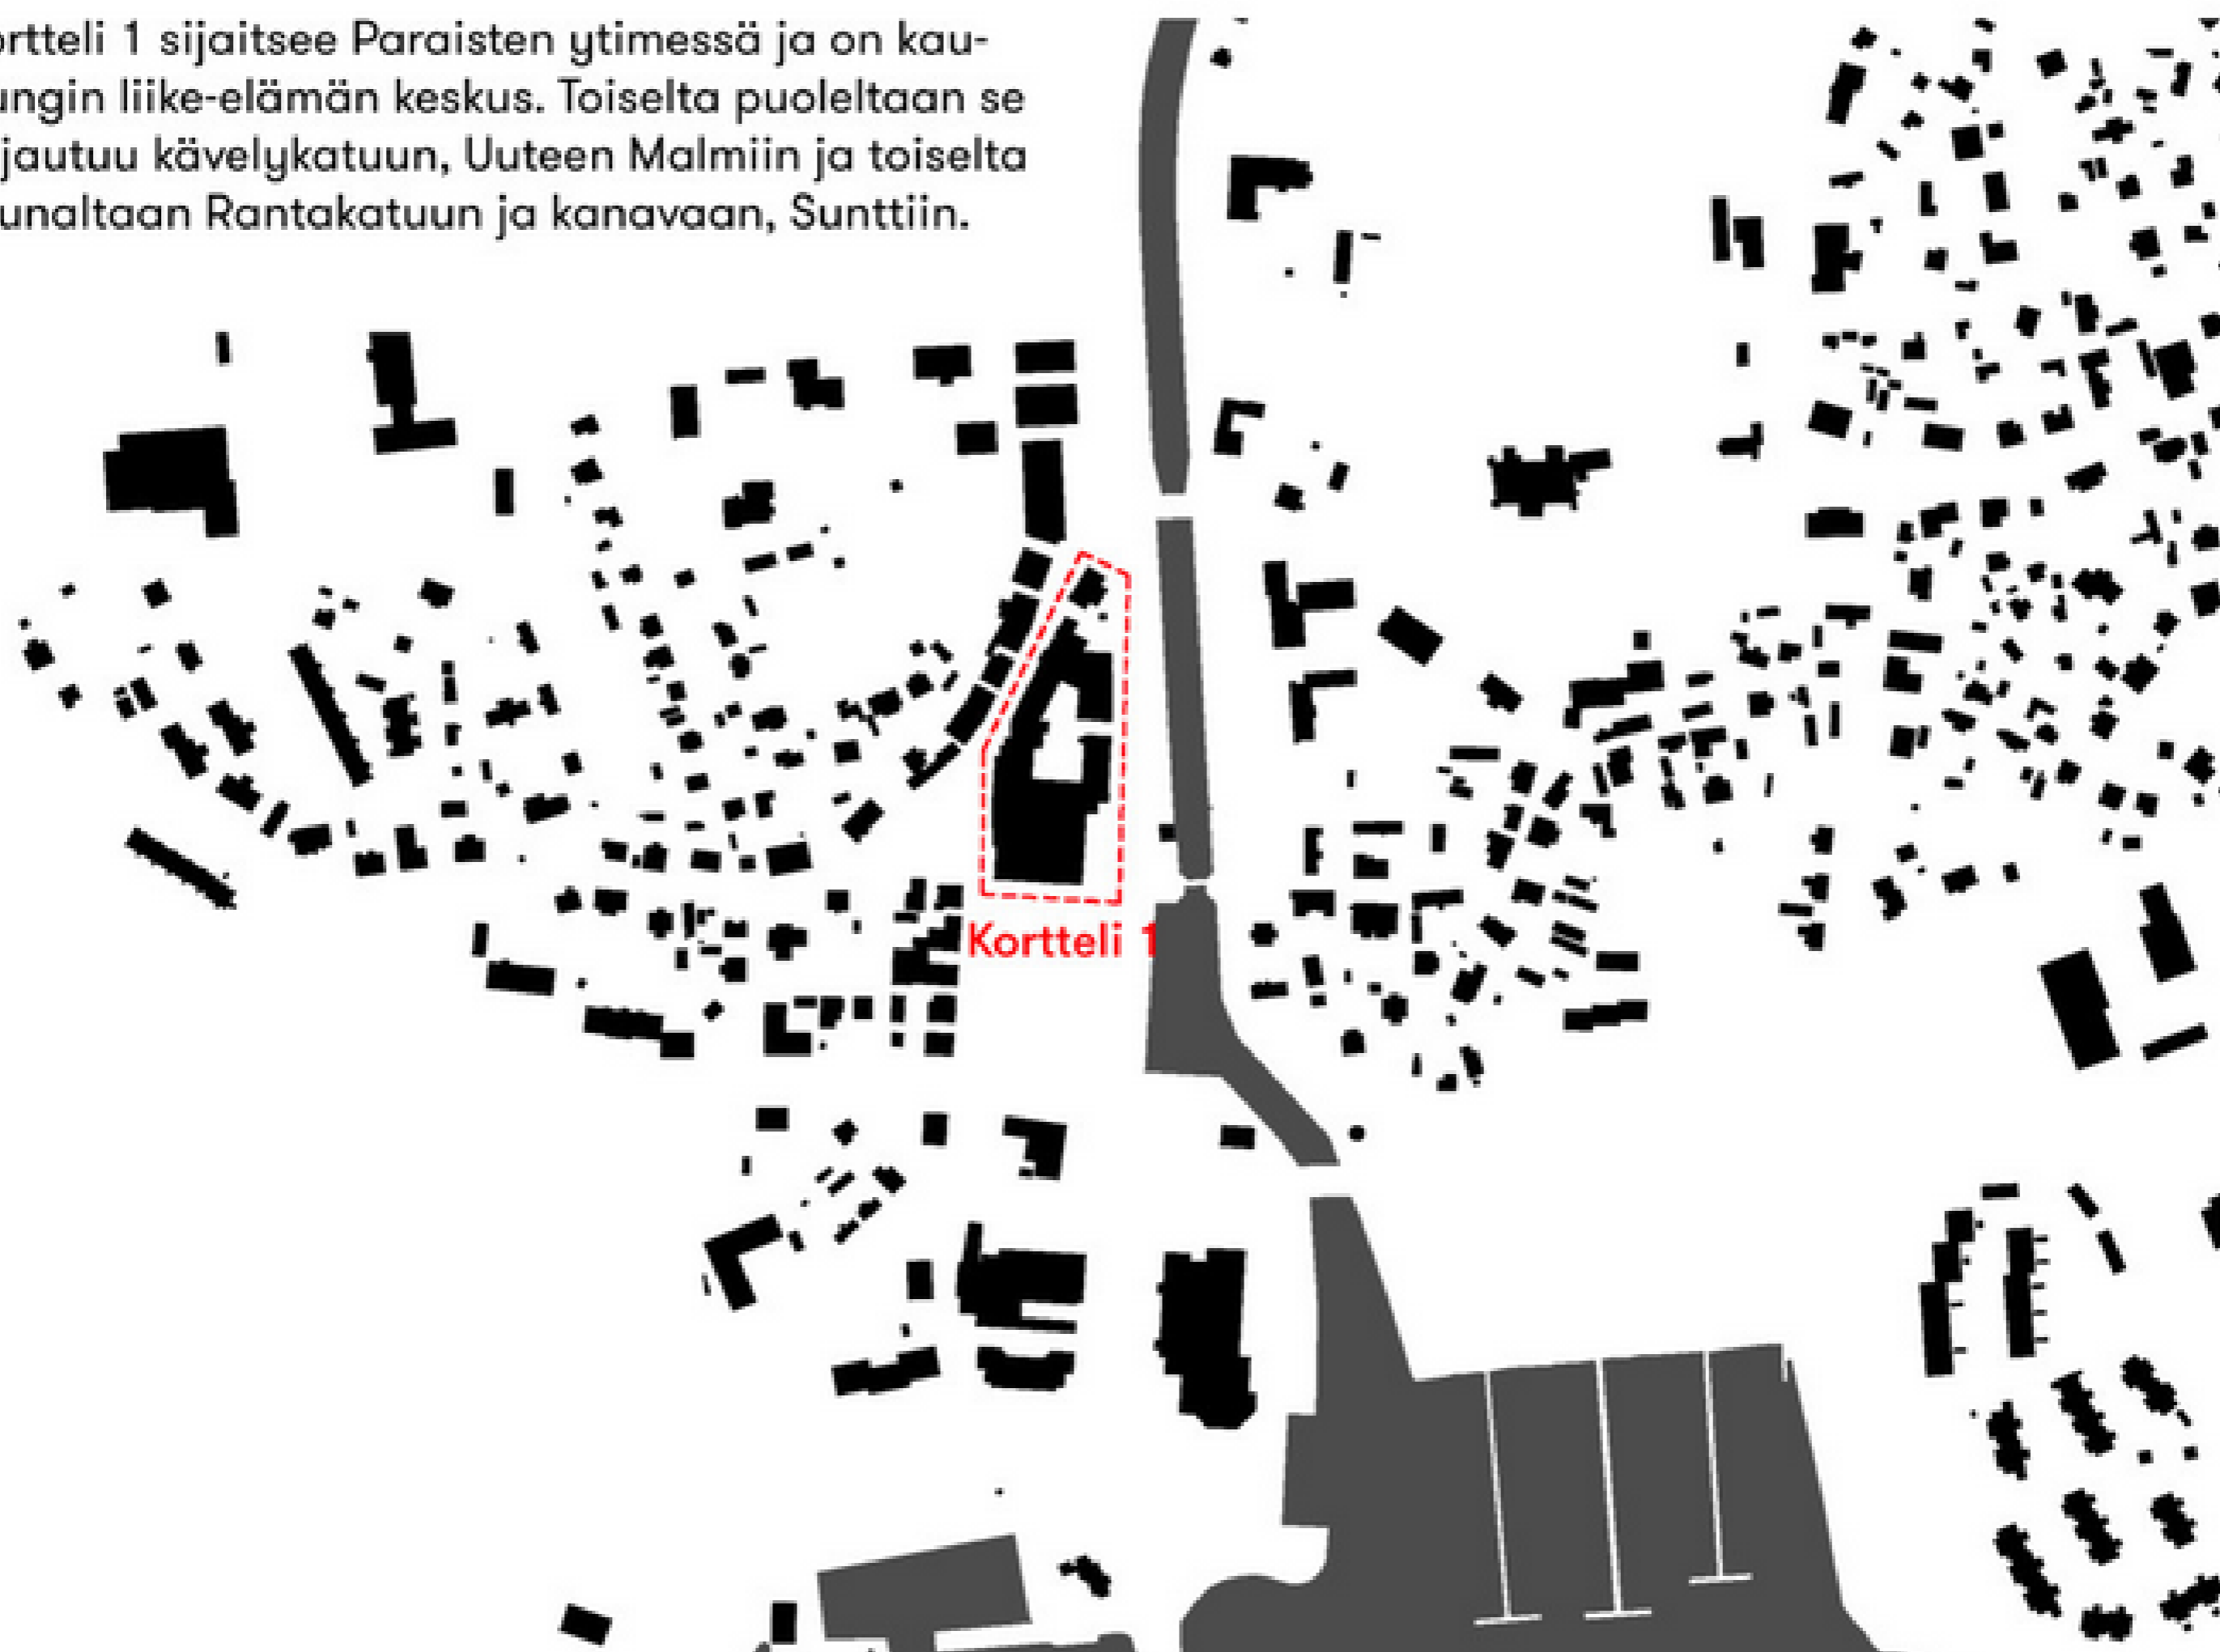 rtteli 1 sijaitsee Paraisten ytimessä ja on kau-
ungin liike-elämän keskus. Toiselta puoleltaan se
jautuu kävelykatuun, Uuteen Malmiin ja toiselta
unaltaan Rantakatuun ja kanavaan, Sunttiin.
Kortteli 1